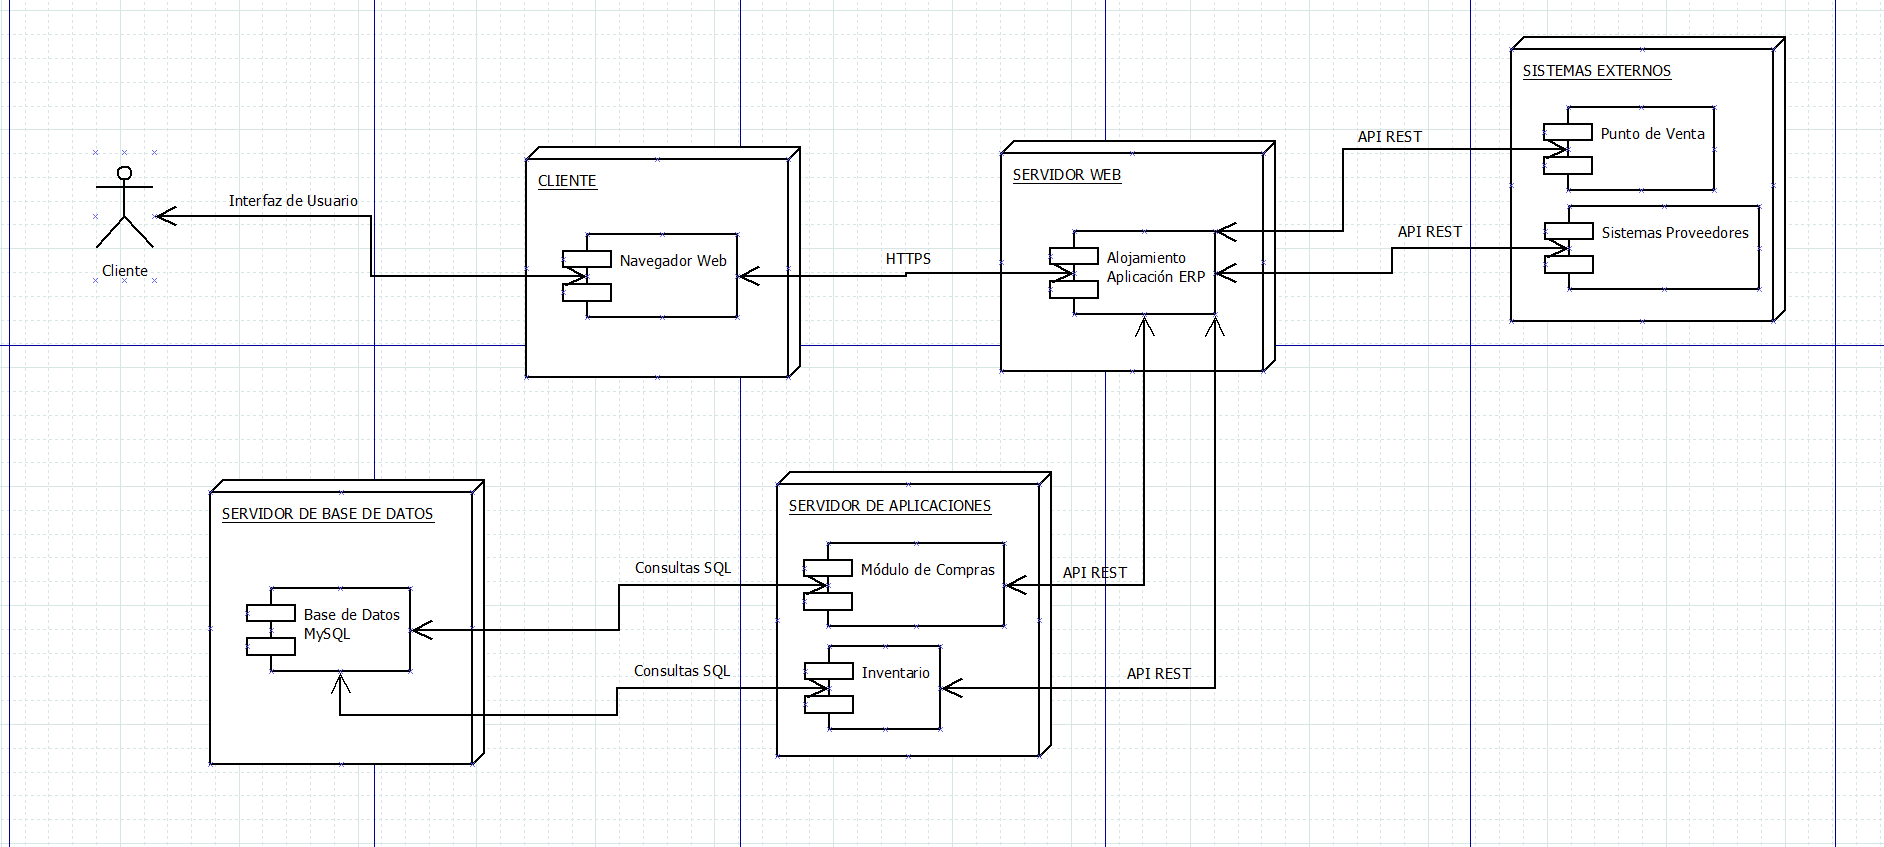 SISTEMAS EXTERNOS
Punto de Venta
API REST
Sistemas Proveedores
API REST
SERVIDOR WEB
Alojamiento
Aplicación ERP
CLIENTE
Navegador Web
HTTPS
Interfaz de Usuario
Cliente
SERVIDOR DE BASE DE DATOS
Base de Datos
MySQL
Consultas SQL
Consultas SQL
SERVIDOR DE APLICACIONES
Módulo de Compras
API REST
Inventario
API REST